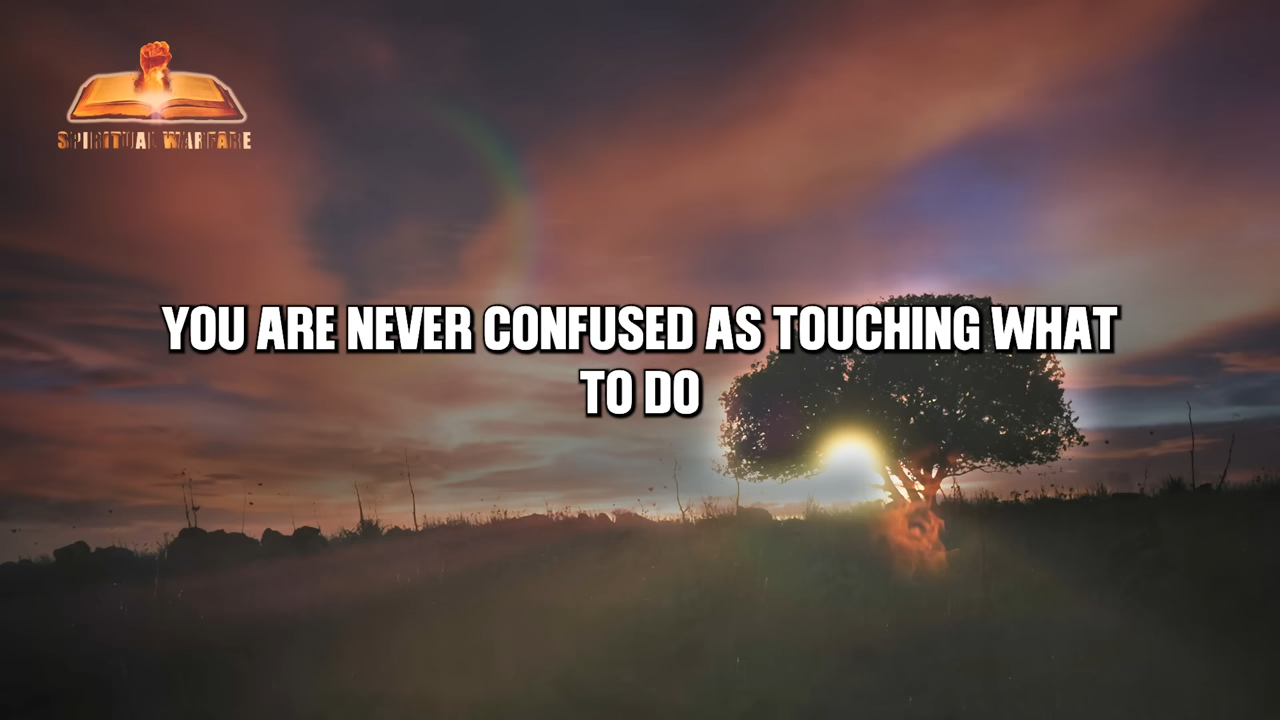 SPIRITUAL WARFARE
YOU ARE NEVER CONFUSED AS TOUCHING WHAT
TO DO